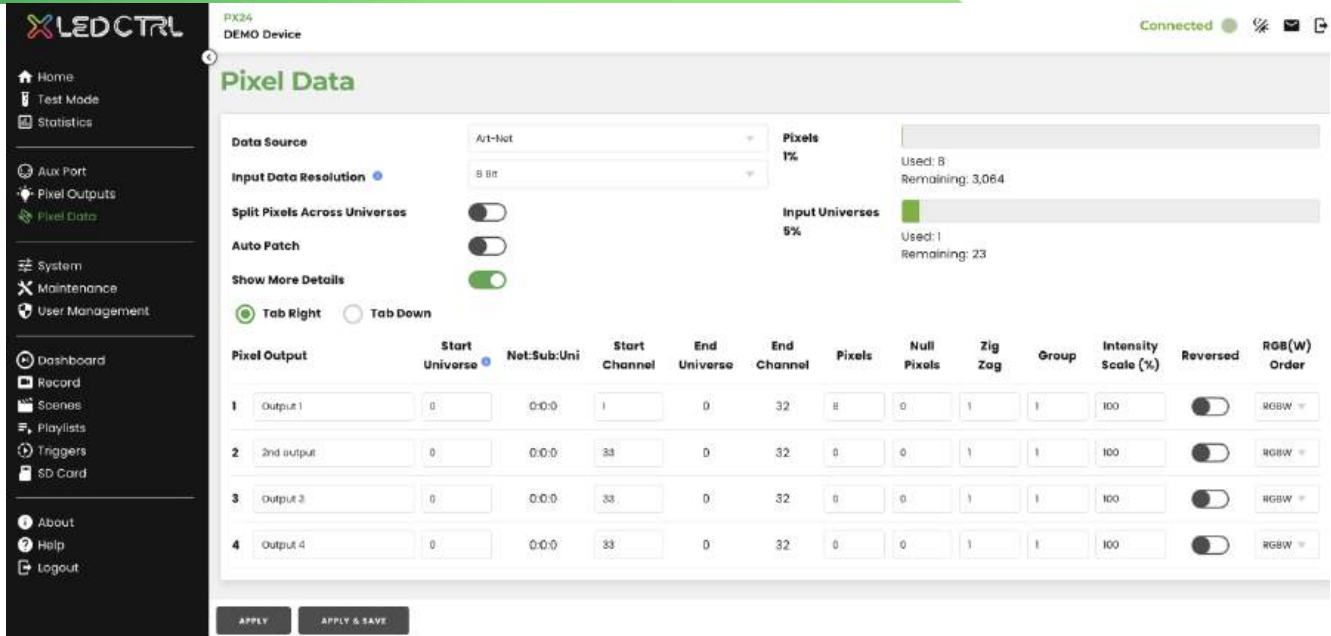 LED CTRL
PX24
DEMO Device
Connected
Home
Test Mode
Statistics
Aux Port
Pixel Outputs
Pixel Data
System
Maintenance
User Management
Dashboard
Record
Scenes
Playlists
Triggers
SD Card
About
Help
Logout
Pixel Data
Data Source Art-Net
Input Data Resolution 8 Bit
Split Pixels Across Universes
Auto Patch
Show More Details
Tab Right Tab Down
Pixels
1%
Used: 8
Remaining: 3,064
Input Universes
5%
Used: 1
Remaining: 23
Pixel Output Start Universe Net:Sub:Uni Start Channel End Universe End Channel Pixels Null Pixels Zig Zag Group Intensity Scale (%) Reversed RGB(W) Order
1 Output 1 0 0:0:0 1 0 32 8 0 1 1 100 RGBW
2 2nd output 0 0:0:0 33 0 32 0 0 1 1 100 RGBW
3 Output 3 0 0:0:0 33 0 32 0 0 1 1 100 RGBW
4 Output 4 0 0:0:0 33 0 32 0 0 1 1 100 RGBW
APPLY APPLY & SAVE